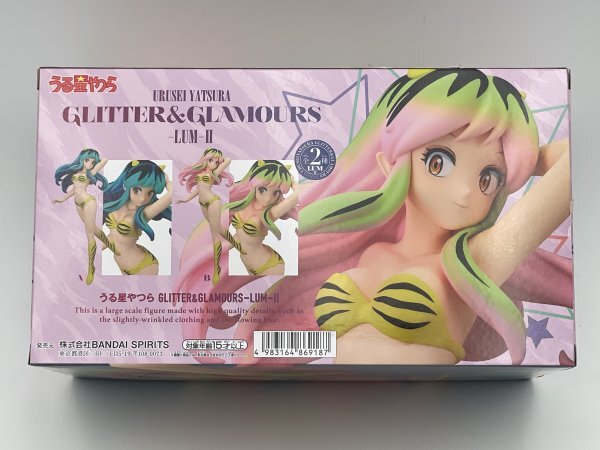 うる星やつら
URUSEI YATSURA
GLITTER&GLAMOURS
-LUM-II
全2種
LUM
A
B
うる星やつら GLITTER&GLAMOURS-LUM-II
This is a large scale figure made with high quality details, such as
the slightly-wrinkled clothing and the flowing hair.
発売元 株式会社BANDAI SPIRITS
対象年齢15才以上
4 983164 869187